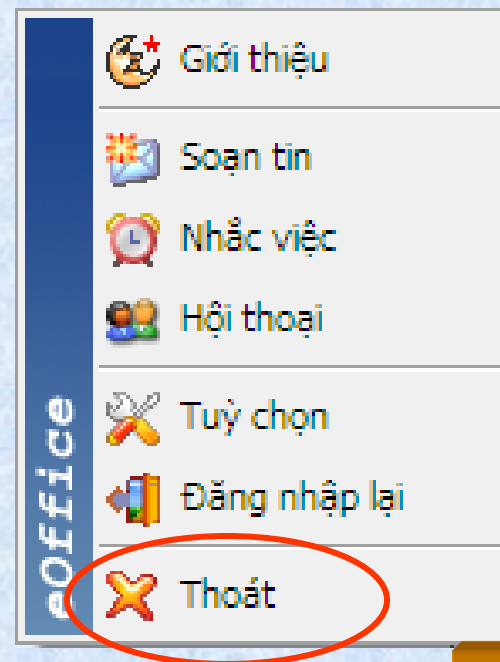 Giới thiệu
Soạn tin
Nhắc việc
Hội thoại
Tuỳ chọn
Đăng nhập lại
Thoát
eOffice